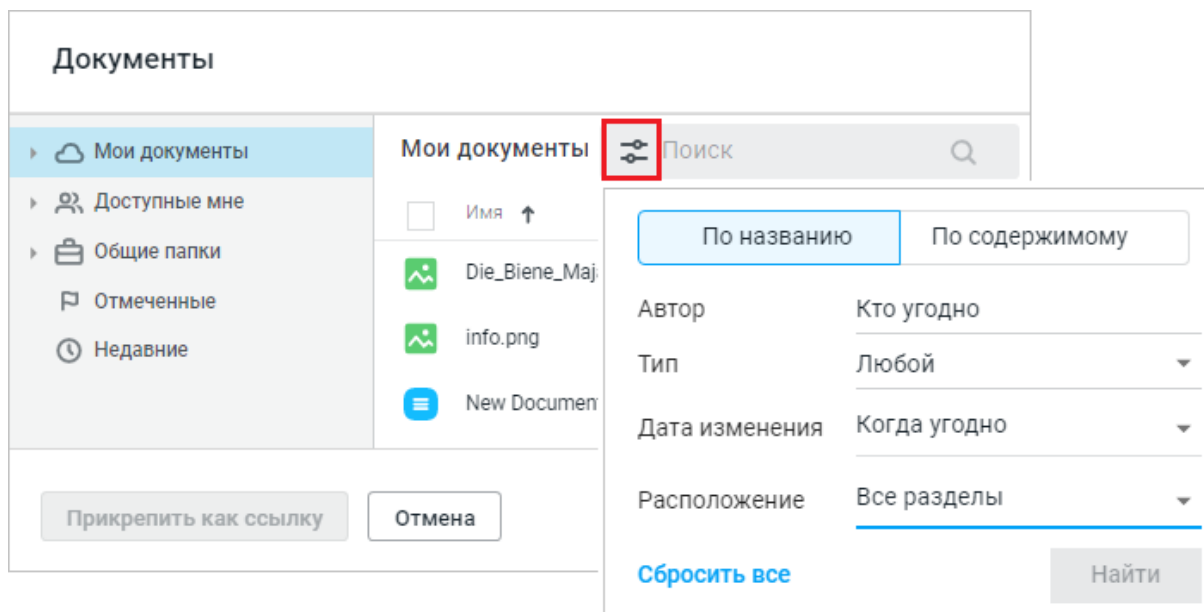 Документы
Мои документы
Доступные мне
Общие папки
Отмеченные
Недавние
Мои документы
Поиск
Имя
Die_Biene_Maj
info.png
New Documen
Прикрепить как ссылку
Отмена
По названию
По содержимому
Автор
Кто угодно
Тип
Любой
Дата изменения
Когда угодно
Расположение
Все разделы
Сбросить все
Найти